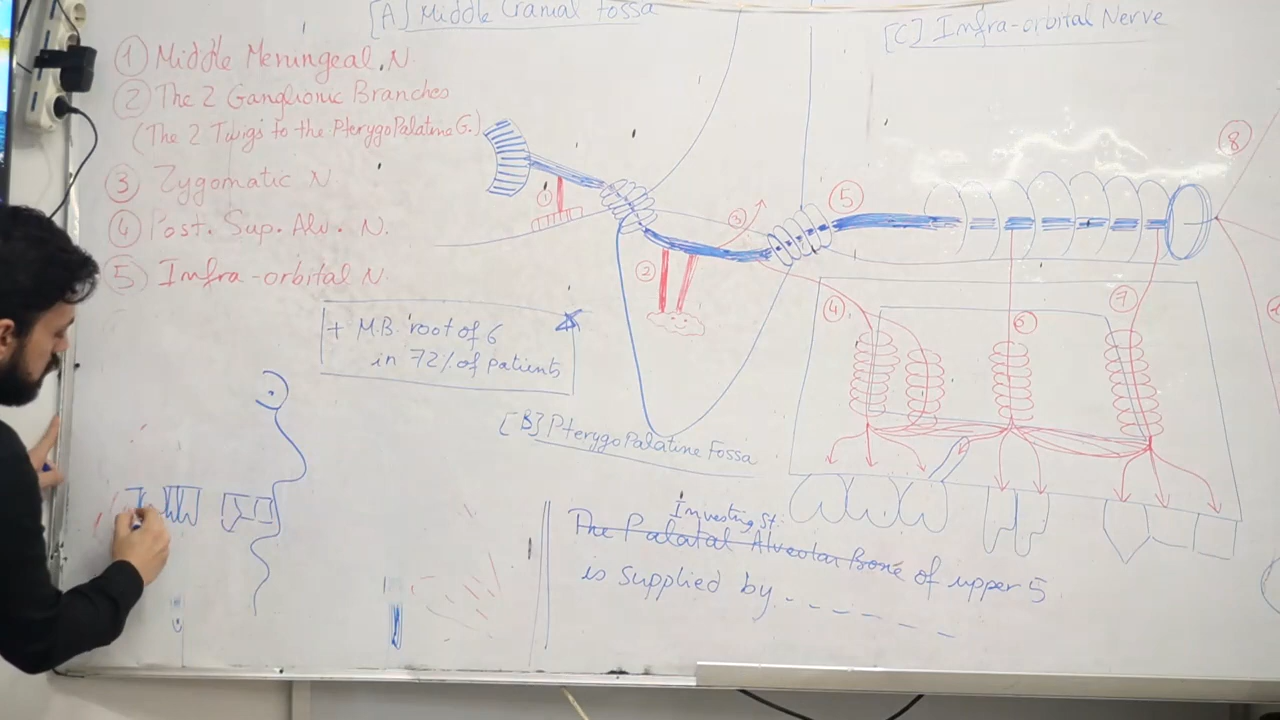 [A] Middle Cranial Fossa
[C] Infra-orbital Nerve
① Middle Meningeal N.
② The 2 Ganglionic Branches
(The 2 Twigs to the PterygoPalatine G.)
③ Zygomatic N.
④ Post. Sup. Alv. N.
⑤ Infra-orbital N.
+ M.B. root of 6
in 72% of patients
[B] PterygoPalatine Fossa
①
②
③
④
⑤
6
⑦
8
Investing St.
The Palatal Alveolar Bone of upper 5
is supplied by - - - - - -